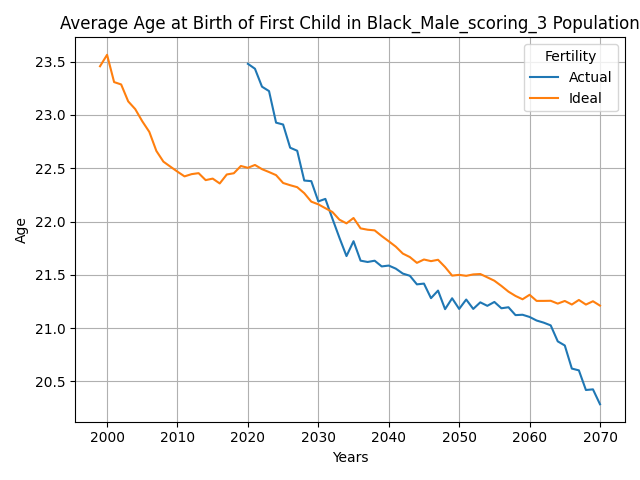 Average Age at Birth of First Child in Black_Male_scoring_3 Population
Fertility
Actual
Ideal
Age
23.5
23.0
22.5
22.0
21.5
21.0
20.5
2000 2010 2020 2030 2040 2050 2060 2070
Years